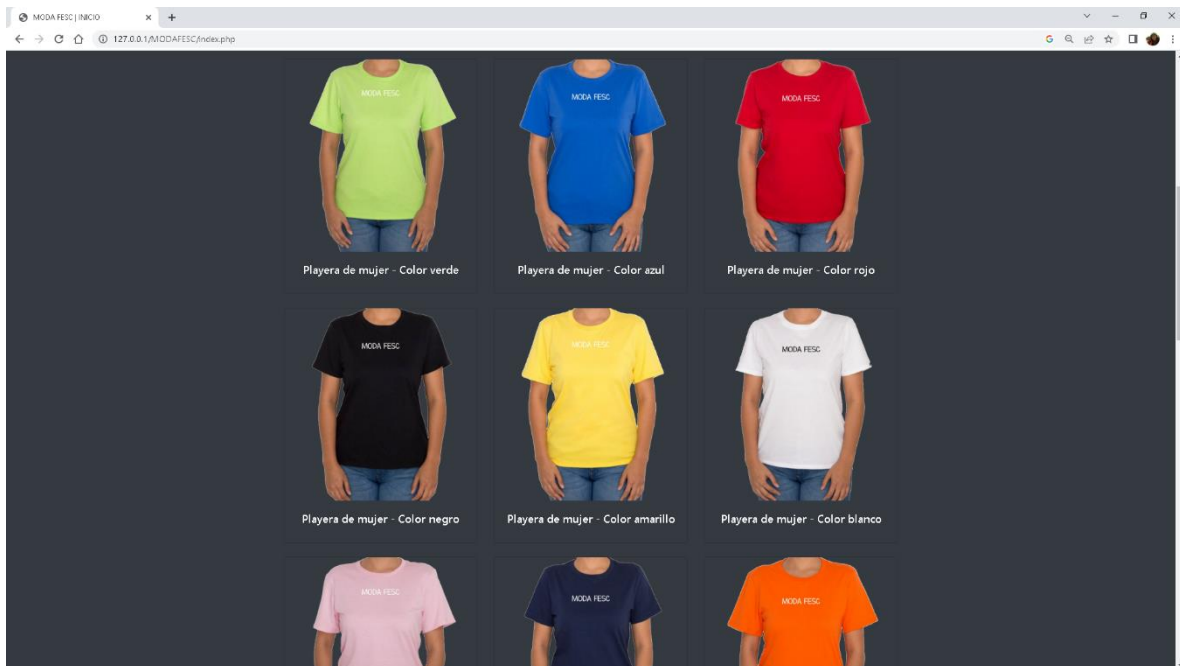 MODA FESC | INICIO
127.0.0.1/MODAFESC/index.php
MODA FESC
MODA FESC
MODA FESC
Playera de mujer - Color verde
Playera de mujer - Color azul
Playera de mujer - Color rojo
MODA FESC
MODA FESC
MODA FESC
Playera de mujer - Color negro
Playera de mujer - Color amarillo
Playera de mujer - Color blanco
MODA FESC
MODA FESC
MODA FESC